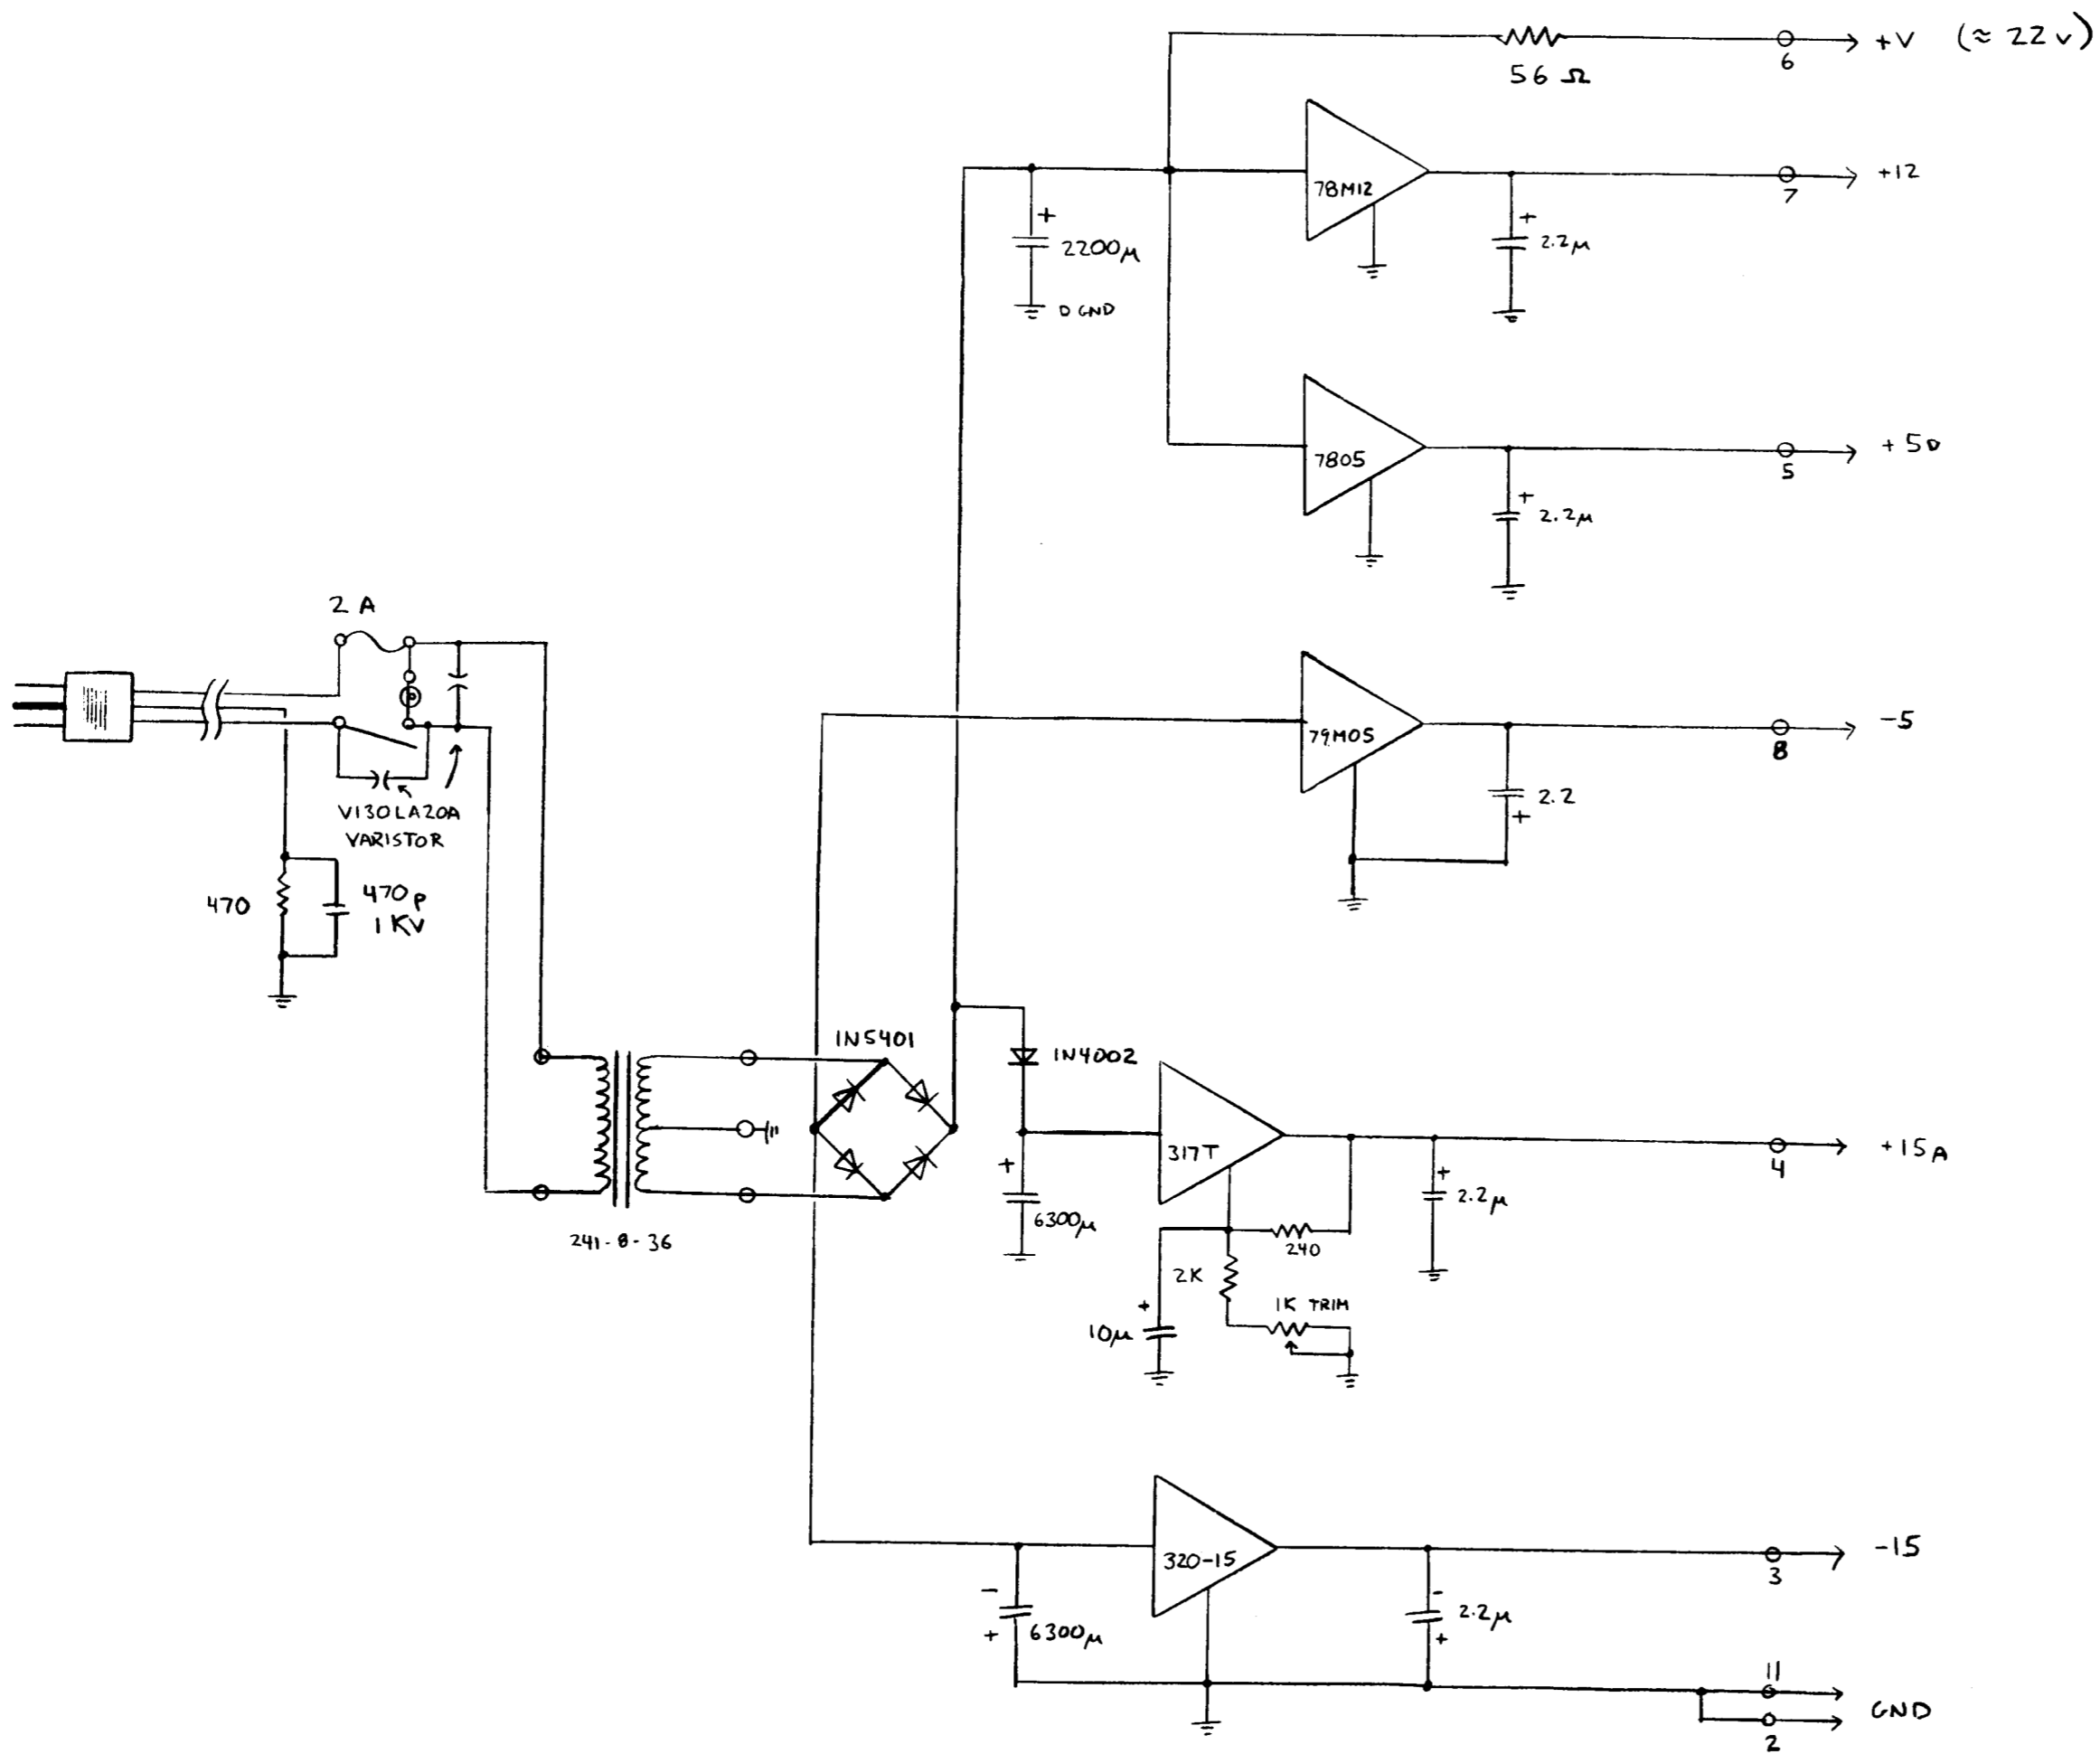 +V (≈ 22 v)
6
56 Ω
78M12
+12
7
+
2200μ
D GND
+
2.2μ
7805
+5D
5
+
2.2μ
2 A
79M05
-5
8
2.2
+
V130LA20A
VARISTOR
470
470p
1KV
1N5401
1N4002
317T
+15A
4
+
6300μ
+
2.2μ
240
2K
1K TRIM
+
10μ
241-8-36
320-15
-15
3
-
+
6300μ
-
2.2μ
+
11
GND
2